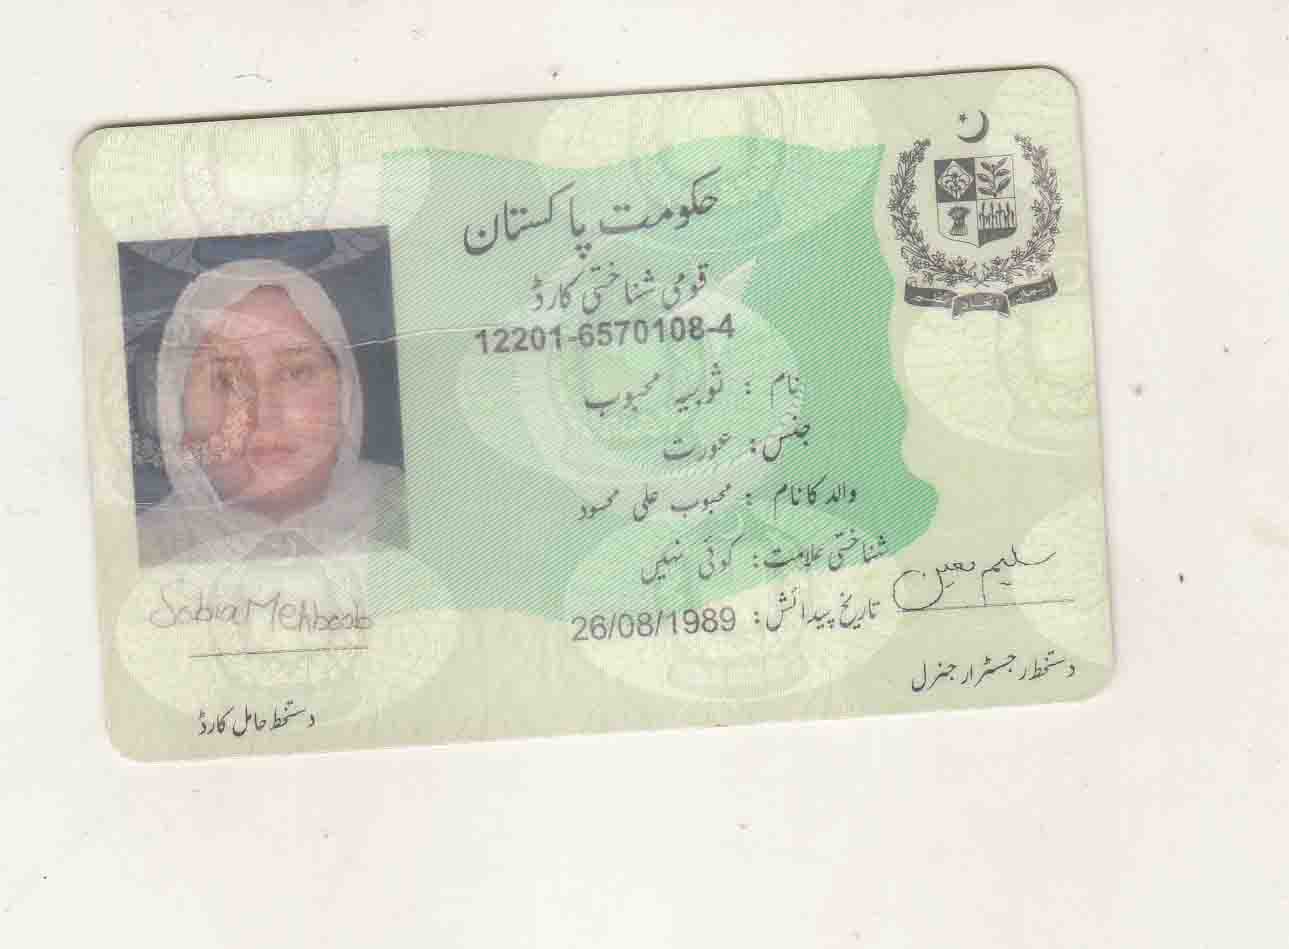 حکومت پاکستان
قومی شناختی کارڈ
12201-6570108-4
نام : ثوبیہ محبوب
جنس: عورت
والد کا نام : محبوب علی محسود
شناختی علامت: کوئی نہیں
تاریخ پیدائش: 26/08/1989
Sobia Mehboob
دستخط حامل کارڈ
سلیم معین
دستخط رجسٹرار جنرل